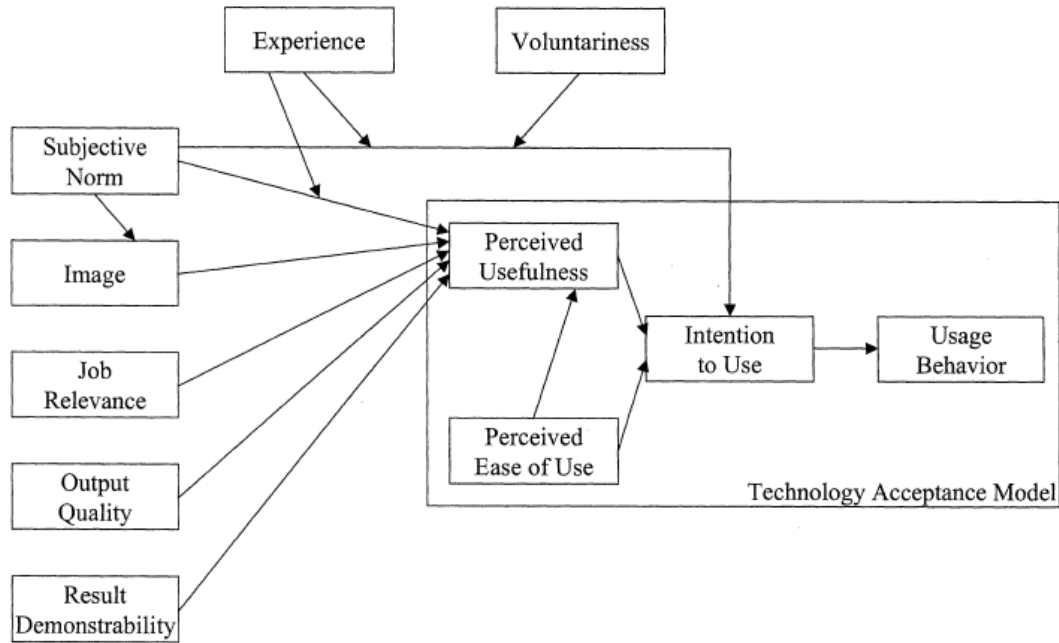 Experience
Voluntariness
Subjective
Norm
Image
Perceived
Usefulness
Intention
to Use
Usage
Behavior
Job
Relevance
Perceived
Ease of Use
Output
Quality
Technology Acceptance Model
Result
Demonstrability